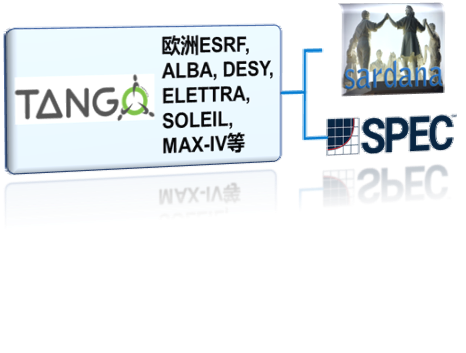 TANGO
欧洲ESRF,
ALBA, DESY,
ELETTRA,
SOLEIL,
MAX-IV等
sardana
SPEC